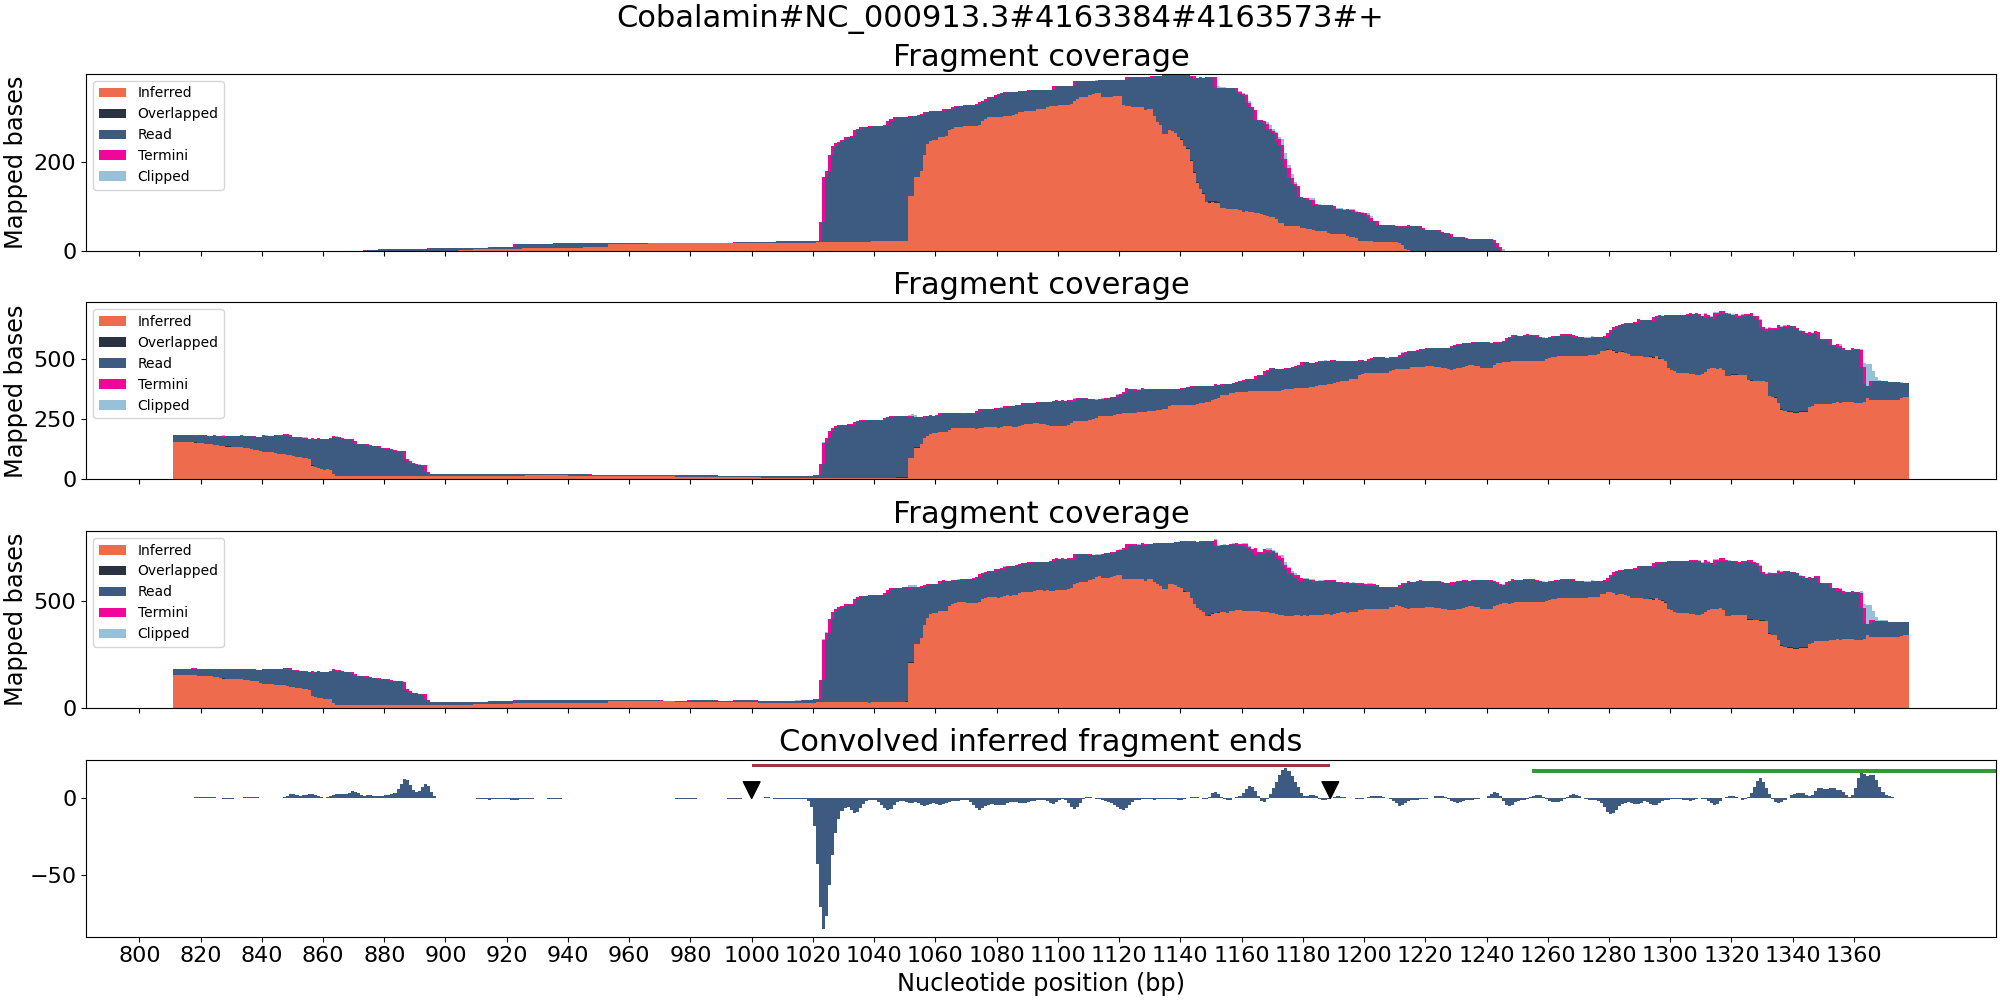 Cobalamin#NC_000913.3#4163384#4163573#+
Fragment coverage
Mapped bases
200
0
Inferred
Overlapped
Read
Termini
Clipped
Fragment coverage
Mapped bases
500
250
0
Inferred
Overlapped
Read
Termini
Clipped
Fragment coverage
Mapped bases
500
0
Inferred
Overlapped
Read
Termini
Clipped
Convolved inferred fragment ends
0
−50
800 820 840 860 880 900 920 940 960 980 1000 1020 1040 1060 1080 1100 1120 1140 1160 1180 1200 1220 1240 1260 1280 1300 1320 1340 1360
Nucleotide position (bp)